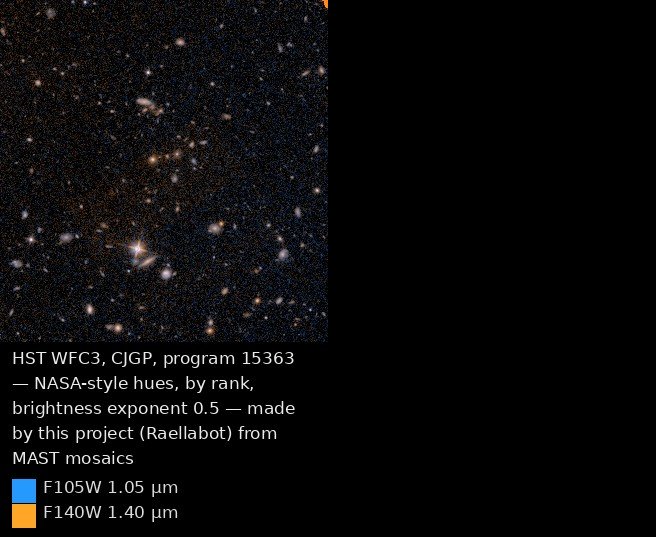 HST WFC3, CJGP, program 15363
— NASA-style hues, by rank,
brightness exponent 0.5 — made
by this project (Raellabot) from
MAST mosaics
F105W 1.05 µm
F140W 1.40 µm